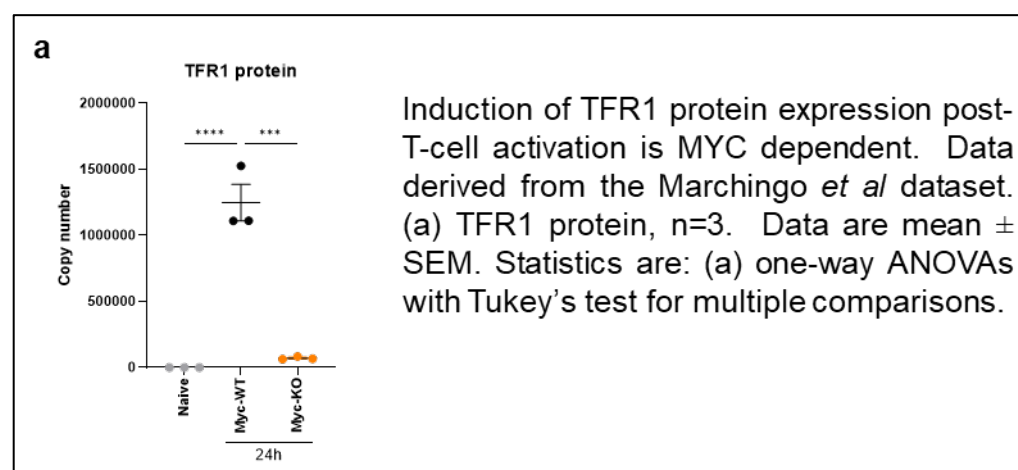 a
TFR1 protein
2000000
1500000
1000000
500000
0
Copy number
****
***
Naive
Myc-WT
Myc-KO
24h
Induction of TFR1 protein expression post-
T-cell activation is MYC dependent. Data
derived from the Marchingo et al dataset.
(a) TFR1 protein, n=3. Data are mean ±
SEM. Statistics are: (a) one-way ANOVAs
with Tukey’s test for multiple comparisons.